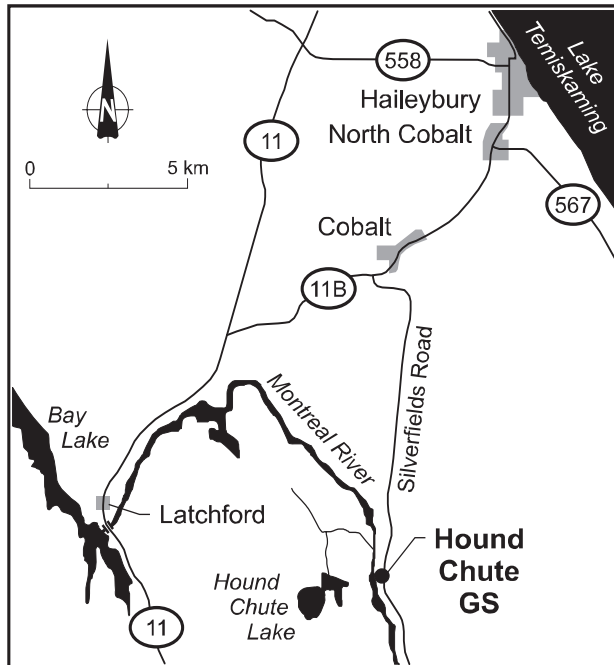 558
Lake
Temiskaming
Haileybury
N
11
North Cobalt
0 5 km
567
Cobalt
11B
Silverfields Road
Montreal River
Bay
Lake
Latchford
Hound
Chute
GS
Hound
Chute
Lake
11